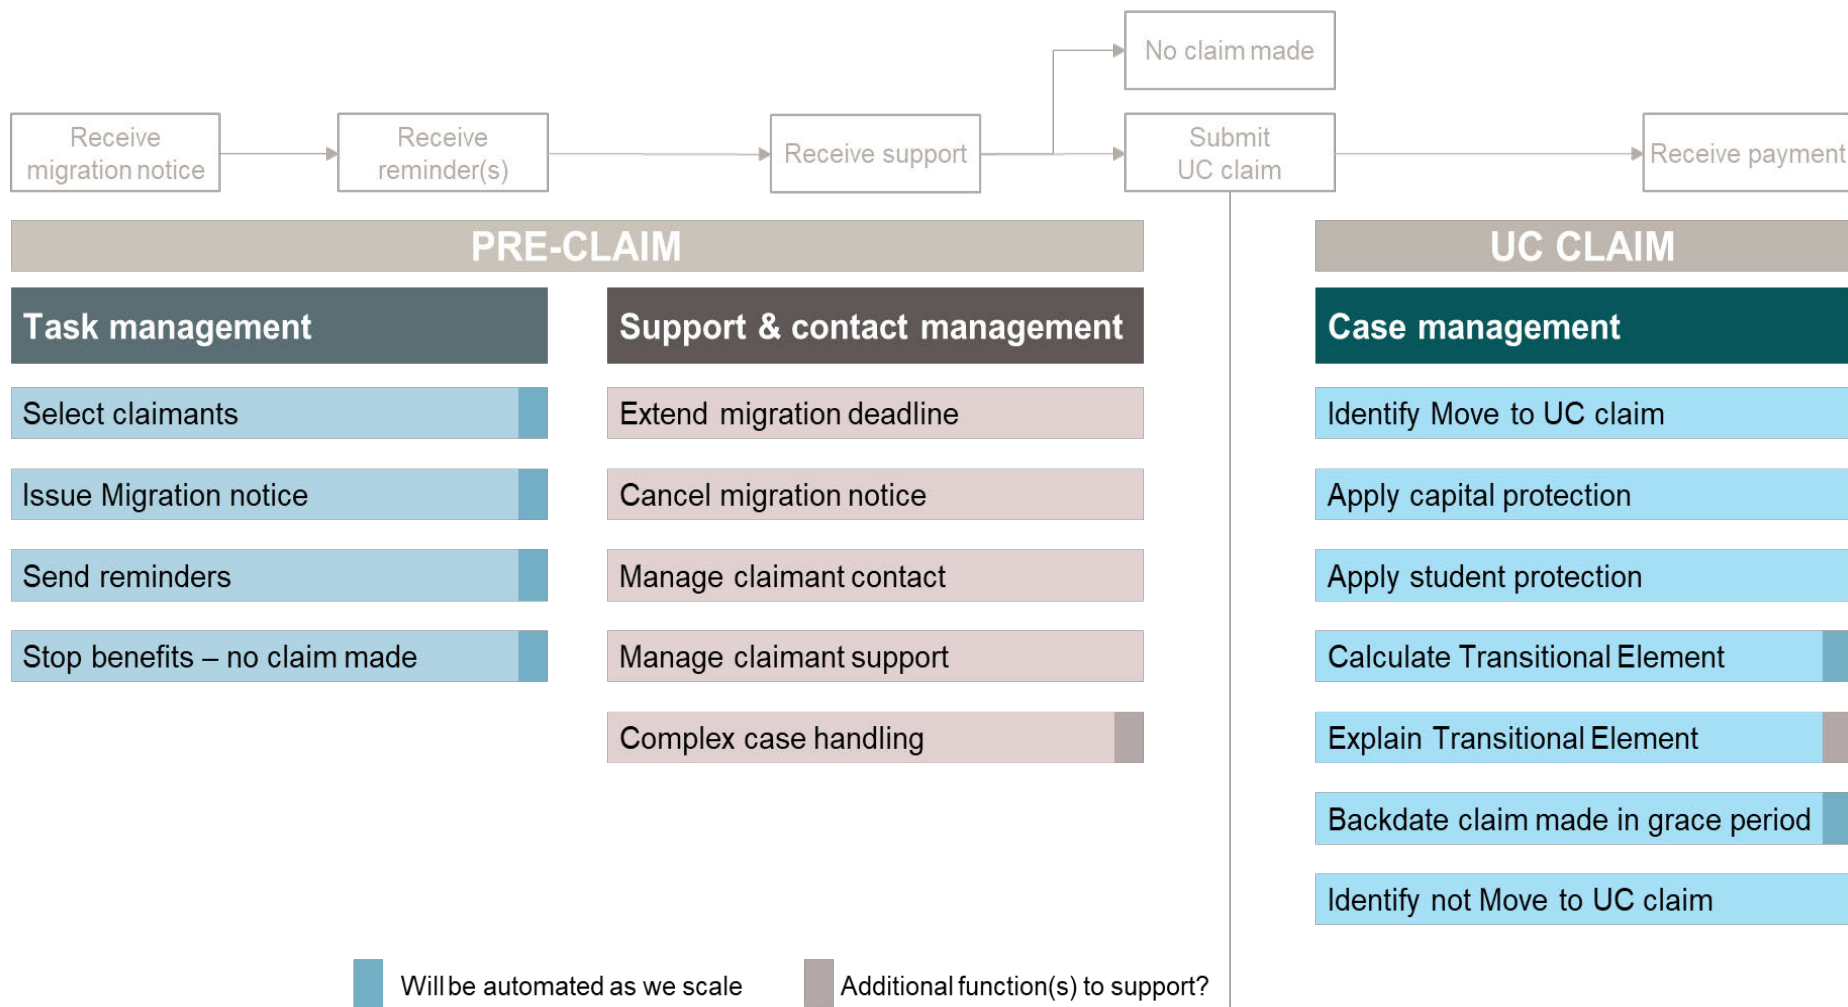 No claim made
Receive
migration notice
Receive
reminder(s)
Receive support
Submit
UC claim
Receive payment
PRE-CLAIM
UC CLAIM
Task management
Support & contact management
Case management
Select claimants
Extend migration deadline
Identify Move to UC claim
Issue Migration notice
Cancel migration notice
Apply capital protection
Send reminders
Manage claimant contact
Apply student protection
Stop benefits – no claim made
Manage claimant support
Calculate Transitional Element
Complex case handling
Explain Transitional Element
Backdate claim made in grace period
Identify not Move to UC claim
Will be automated as we scale
Additional function(s) to support?